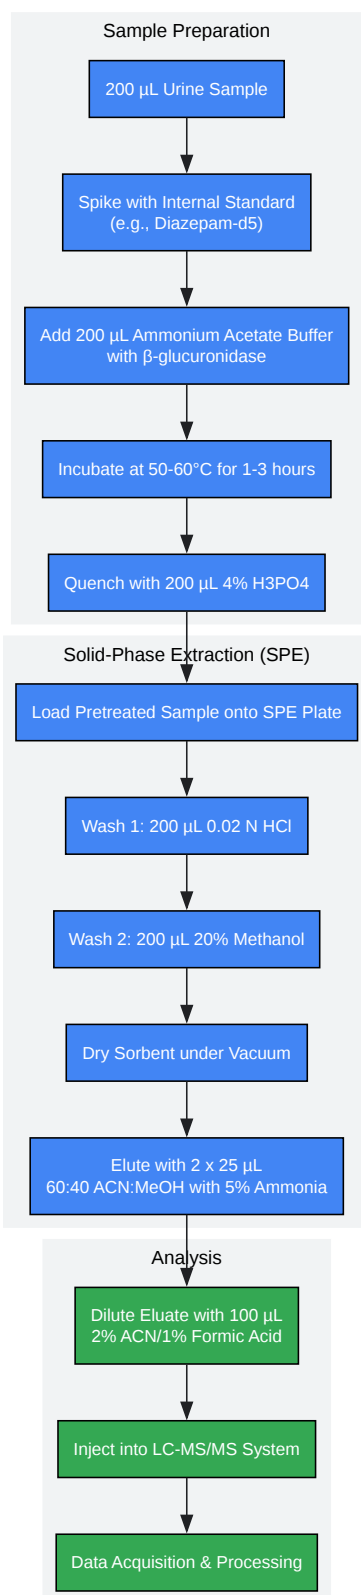 Sample Preparation
200 µL Urine Sample
Spike with Internal Standard
(e.g., Diazepam-d5)
Add 200 µL Ammonium Acetate Buffer
with β-glucuronidase
Incubate at 50-60°C for 1-3 hours
Quench with 200 µL 4% H3PO4
Solid-Phase Extraction (SPE)
Load Pretreated Sample onto SPE Plate
Wash 1: 200 µL 0.02 N HCl
Wash 2: 200 µL 20% Methanol
Dry Sorbent under Vacuum
Elute with 2 x 25 µL
60:40 ACN:MeOH with 5% Ammonia
Analysis
Dilute Eluate with 100 µL
2% ACN/1% Formic Acid
Inject into LC-MS/MS System
Data Acquisition & Processing